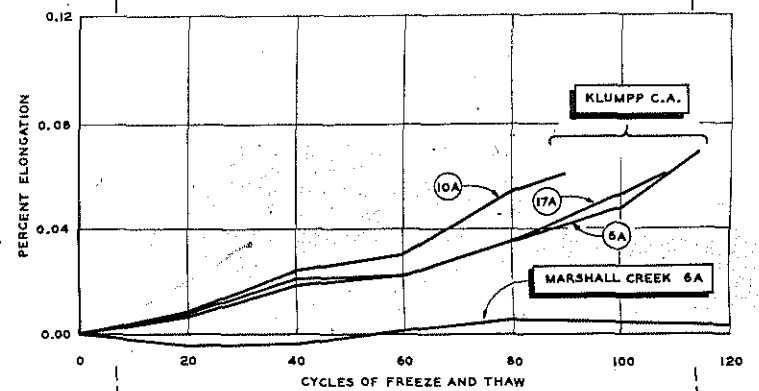 0.12
KLUMPP C.A.
0.08
10A
17A
0.04
6A
MARSHALL CREEK 6A
0.00
0 20 40 60 80 100 120
PERCENT ELONGATION
CYCLES OF FREEZE AND THAW